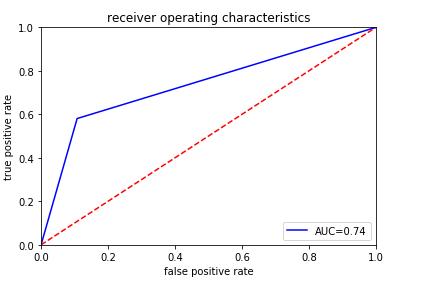 receiver operating characteristics
1.0
0.8
0.6
0.4
0.2
0.0
true positive rate
AUC=0.74
0.0 0.2 0.4 0.6 0.8 1.0
false positive rate